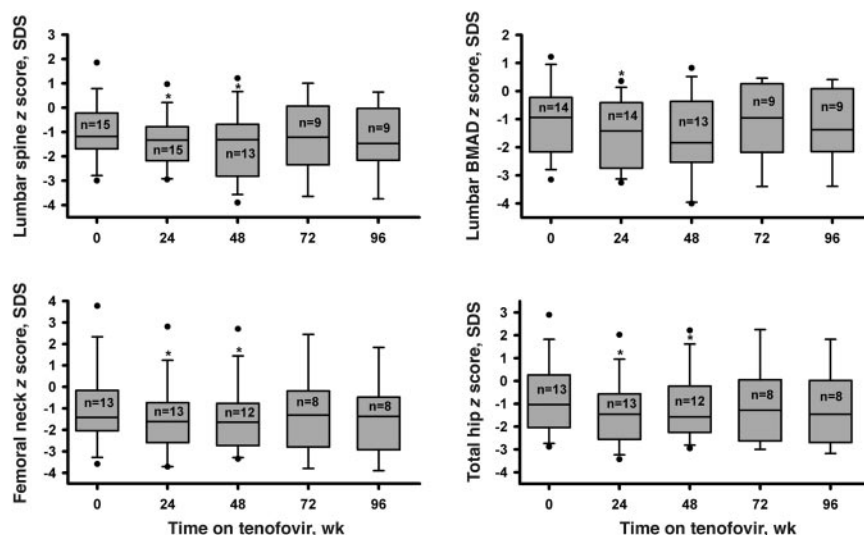 Lumbar spine z score, SDS
3
2
1
0
-1
-2
-3
-4
n=15
*
n=15
*
n=13
n=9
n=9
0 24 48 72 96
Lumbar BMAD z score, SDS
2
1
0
-1
-2
-3
-4
n=14
*
n=14
n=13
n=9
n=9
0 24 48 72 96
Femoral neck z score, SDS
4
3
2
1
0
-1
-2
-3
-4
n=13
*
n=13
*
n=12
n=8
n=8
0 24 48 72 96
Time on tenofovir, wk
Total hip z score, SDS
3
2
1
0
-1
-2
-3
-4
n=13
*
n=13
*
n=12
n=8
n=8
0 24 48 72 96
Time on tenofovir, wk